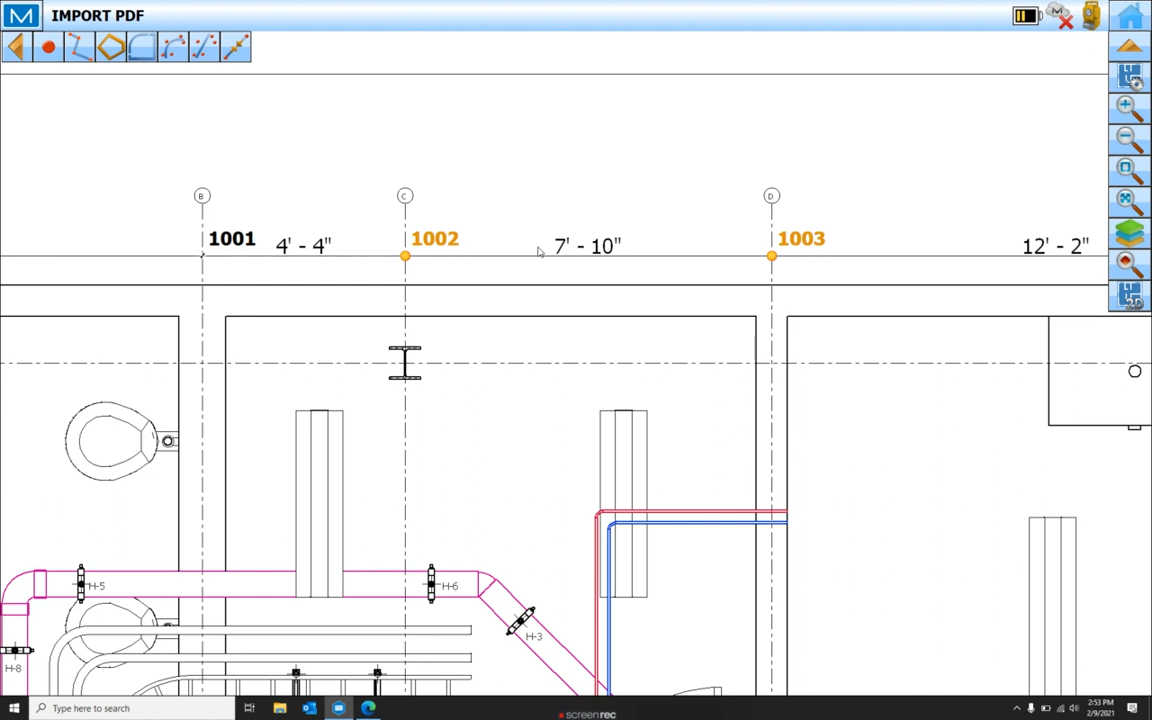 IMPORT PDF
B
C
D
1001
4' - 4"
1002
7' - 10"
1003
12' - 2"
2D
H-5
H-6
H-3
H-8
Type here to search
screenrec
2:53 PM
2/9/2021